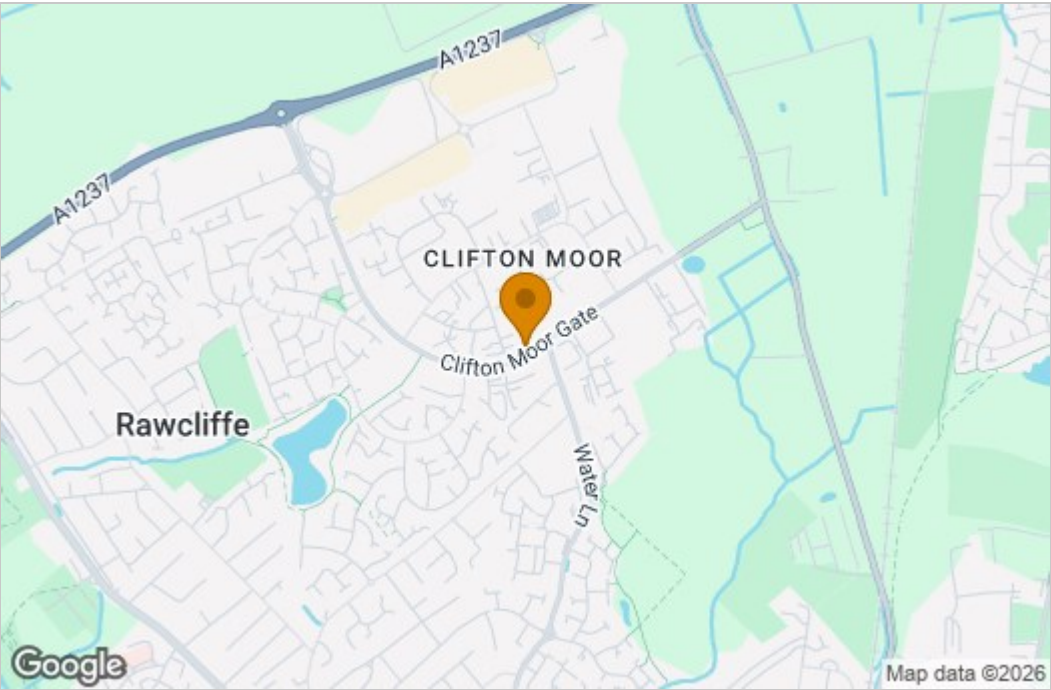 A1237
A1237
CLIFTON MOOR
Clifton Moor Gate
Rawcliffe
Water Ln
Google
Map data ©2026